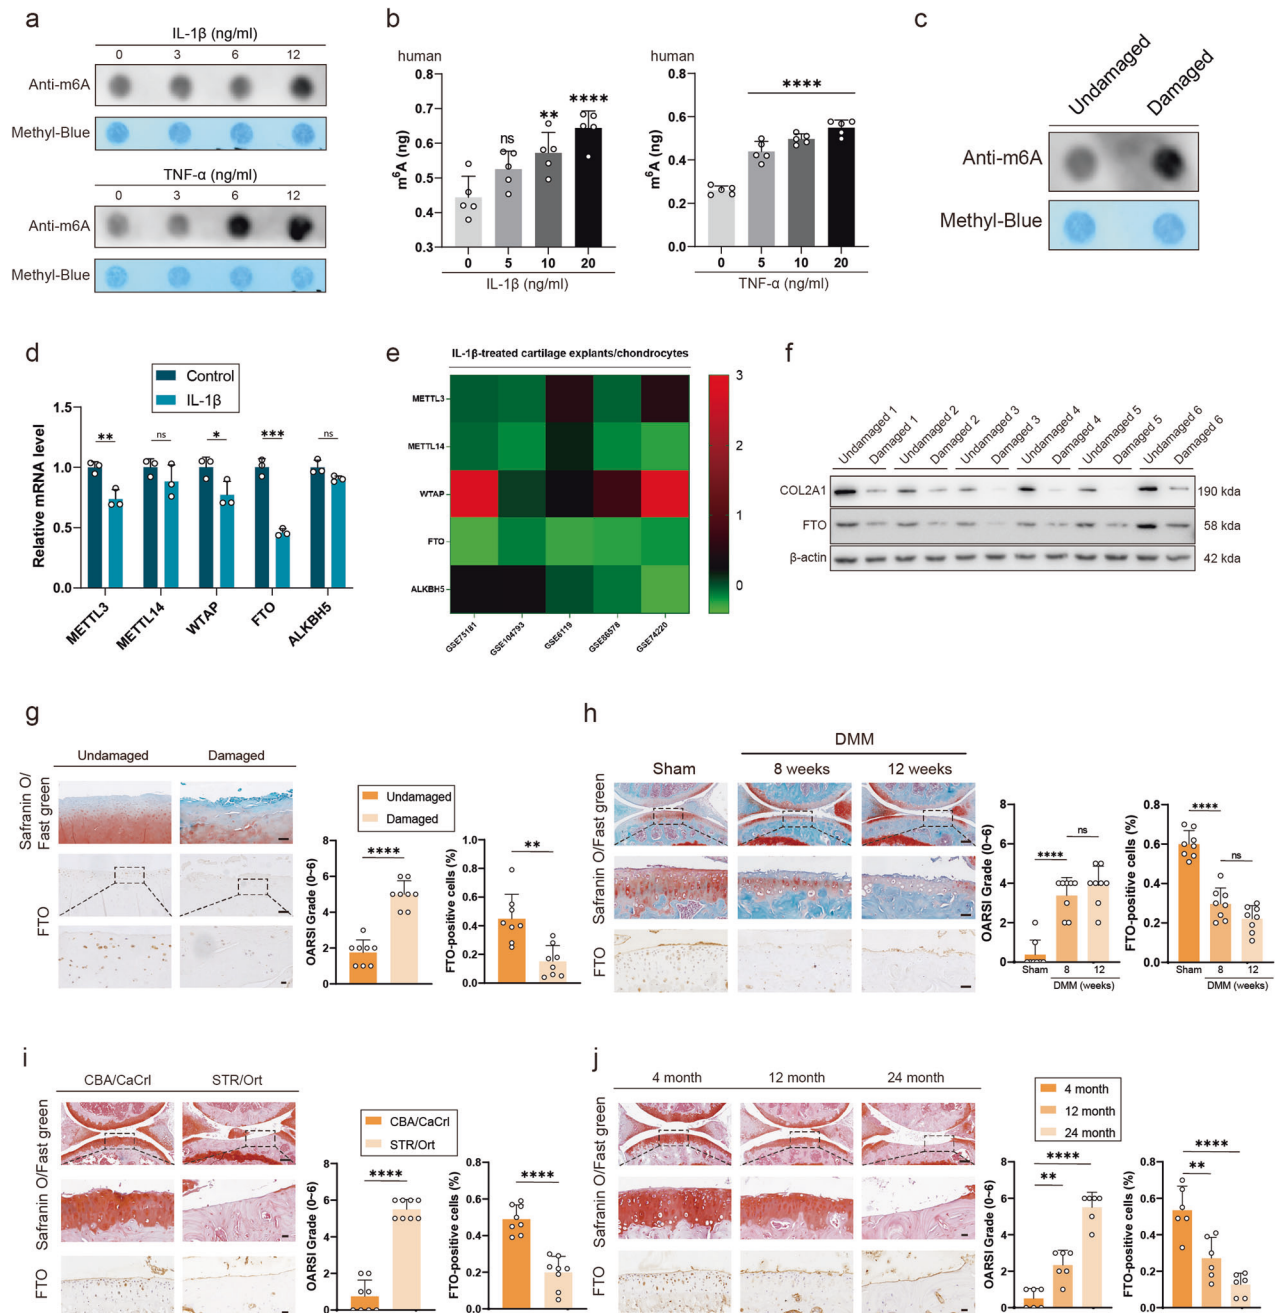 a
IL-1β (ng/ml)
0 3 6 12
Anti-m6A
Methyl-Blue
TNF-α (ng/ml)
0 3 6 12
Anti-m6A
Methyl-Blue
b
human
0.8
0.7
0.6
0.5
0.4
0.3
m⁶A (ng)
ns
**
****
0 5 10 20
IL-1β (ng/ml)
human
0.8
0.6
0.4
0.2
0.0
m⁶A (ng)
****
0 5 10 20
TNF-α (ng/ml)
c
Undamaged
Damaged
Anti-m6A
Methyl-Blue
d
Control
IL-1β
1.5
1.0
0.5
0.0
Relative mRNA level
** ns * *** ns
METTL3 METTL14 WTAP FTO ALKBH5
e
IL-1β-treated cartilage explants/chondrocytes
METTL3
METTL14
WTAP
FTO
ALKBH5
GSE75181 GSE104793 GSE6119 GSE86578 GSE74220
3
2
1
0
f
Undamaged 1 Damaged 1 Undamaged 2 Damaged 2 Undamaged 3 Damaged 3 Undamaged 4 Damaged 4 Undamaged 5 Damaged 5 Undamaged 6 Damaged 6
COL2A1 190 kda
FTO 58 kda
β-actin 42 kda
g
Undamaged Damaged
Safranin O/
Fast green
FTO
Undamaged
Damaged
8
6
4
2
0
OARSI Grade (0~6)
****
0.8
0.6
0.4
0.2
0.0
FTO-positive cells (%)
**
h
DMM
Sham 8 weeks 12 weeks
Safranin O/Fast green
FTO
8
6
4
2
0
OARSI Grade (0~6)
****
ns
Sham 8 12
DMM (weeks)
0.8
0.6
0.4
0.2
0.0
FTO-positive cells (%)
****
ns
Sham 8 12
DMM (weeks)
i
CBA/CaCrl STR/Ort
Safranin O/Fast green
FTO
CBA/CaCrl
STR/Ort
8
6
4
2
0
OARSI Grade (0~6)
****
0.8
0.6
0.4
0.2
0.0
FTO-positive cells (%)
****
j
4 month 12 month 24 month
Safranin O/Fast green
FTO
4 month
12 month
24 month
8
6
4
2
0
OARSI Grade (0~6)
****
**
0.8
0.6
0.4
0.2
0.0
FTO-positive cells (%)
****
**